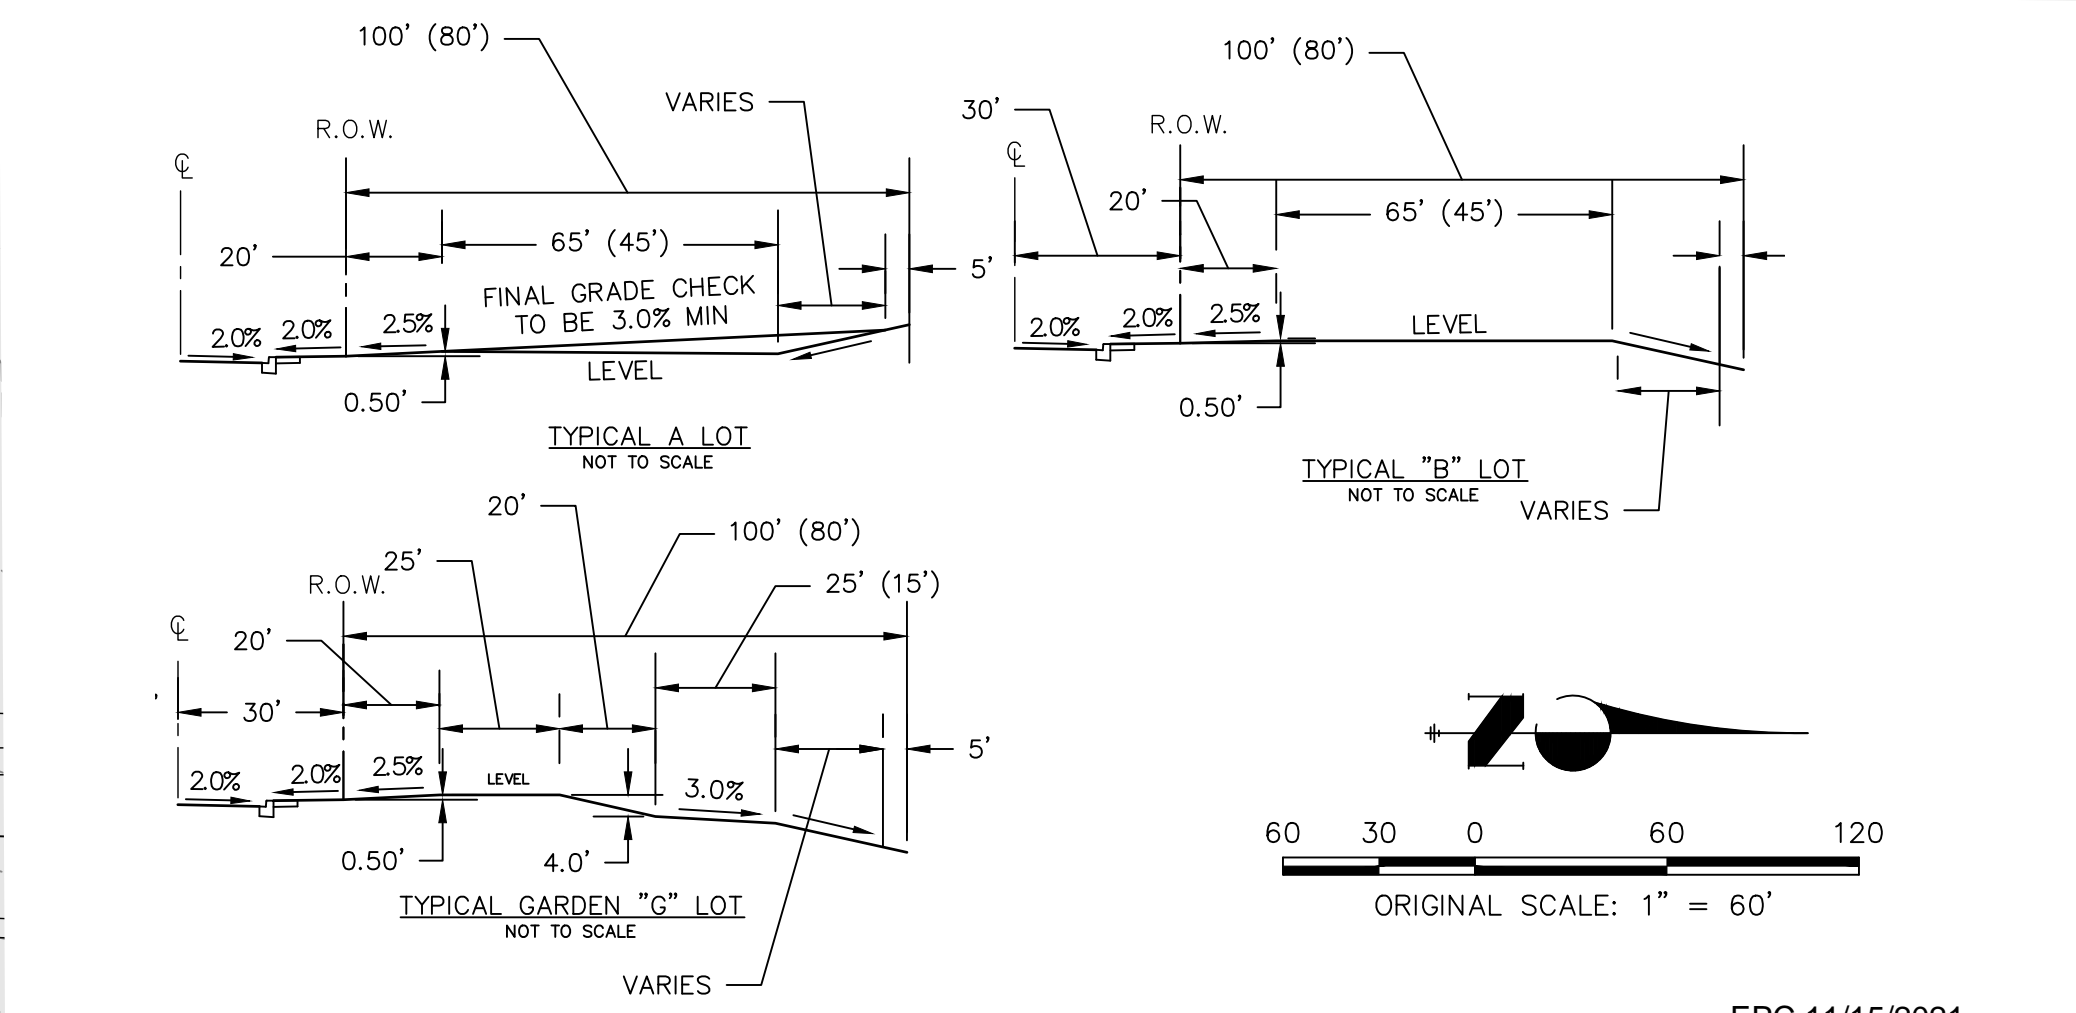 100' (80')
VARIES
R.O.W.
℄
20'
65' (45')
5'
FINAL GRADE CHECK
TO BE 3.0% MIN
2.0%
2.0%
2.5%
LEVEL
0.50'
TYPICAL A LOT
NOT TO SCALE
100' (80')
30'
R.O.W.
℄
20'
65' (45')
2.0%
2.0%
2.5%
LEVEL
0.50'
TYPICAL "B" LOT
NOT TO SCALE
VARIES
20'
100' (80')
25'
R.O.W.
25' (15')
℄
20'
30'
5'
2.0%
2.0%
2.5%
LEVEL
3.0%
0.50'
4.0'
TYPICAL GARDEN "G" LOT
NOT TO SCALE
VARIES
N
60 30 0 60 120
ORIGINAL SCALE: 1" = 60'
EPC 11/15/2021